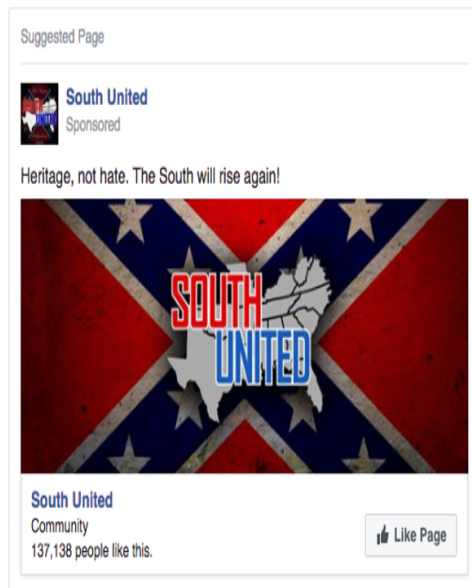 Suggested Page
South United
Sponsored
Heritage, not hate. The South will rise again!
SOUTH
UNITED
South United
Community
137,138 people like this.
Like Page